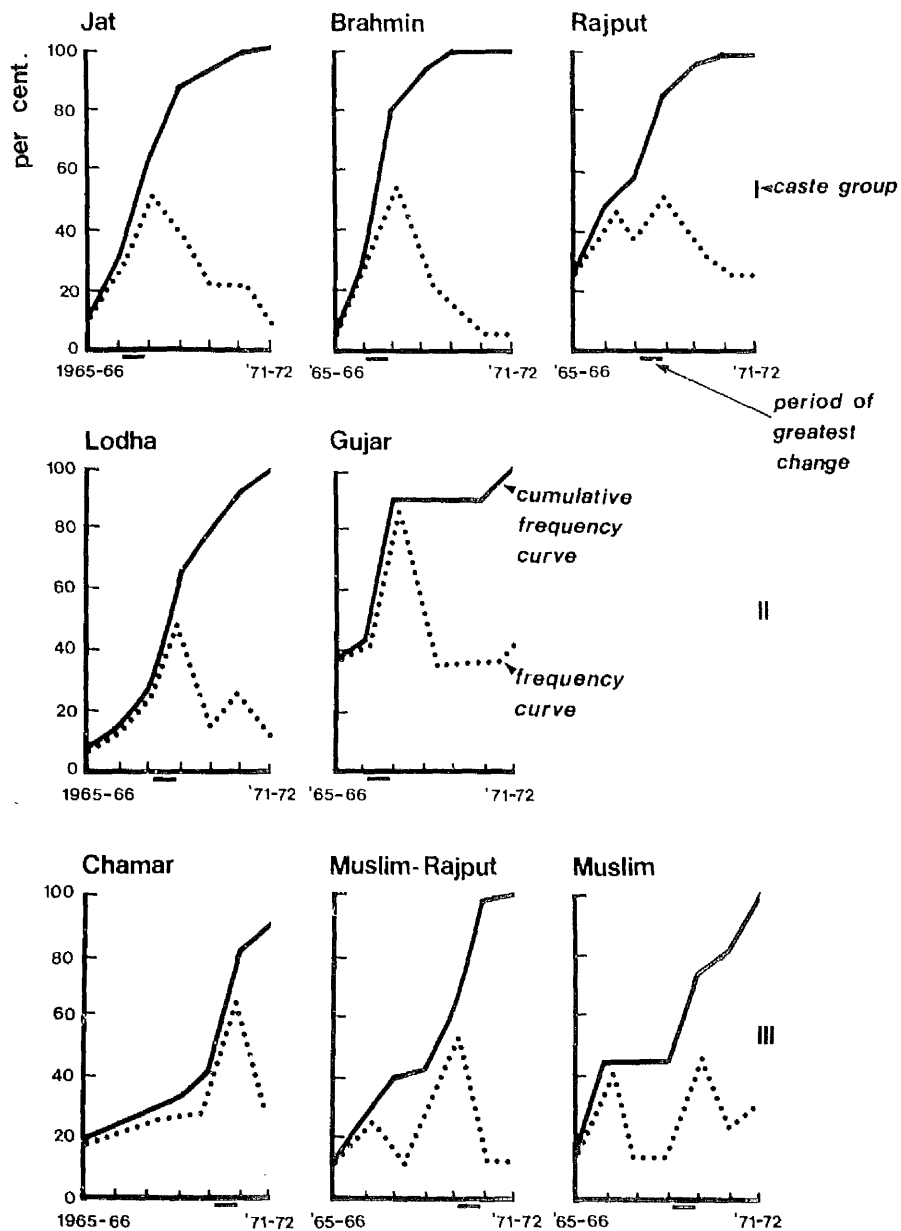 Jat
Brahmin
Rajput
per cent.
100
80
60
40
20
0
1965-66
'71-72
'65-66
'71-72
'65-66
'71-72
I
caste group
period of
greatest
change
Lodha
Gujar
100
80
60
40
20
0
1965-66
'71-72
'65-66
'71-72
cumulative
frequency
curve
frequency
curve
II
Chamar
Muslim-Rajput
Muslim
100
80
60
40
20
0
1965-66
'71-72
'65-66
'71-72
'65-66
'71-72
III